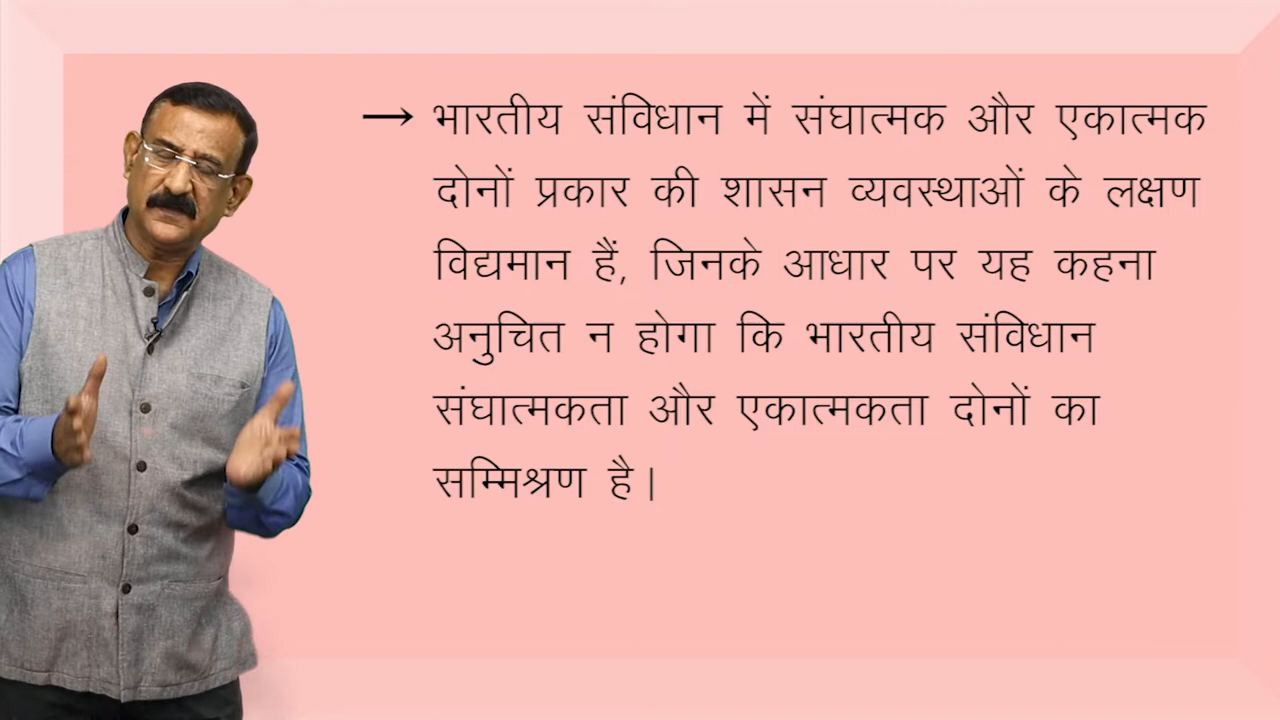 → भारतीय संविधान में संघात्मक और एकात्मक
दोनों प्रकार की शासन व्यवस्थाओं के लक्षण
विद्यमान हैं, जिनके आधार पर यह कहना
अनुचित न होगा कि भारतीय संविधान
संघात्मकता और एकात्मकता दोनों का
सम्मिश्रण है।